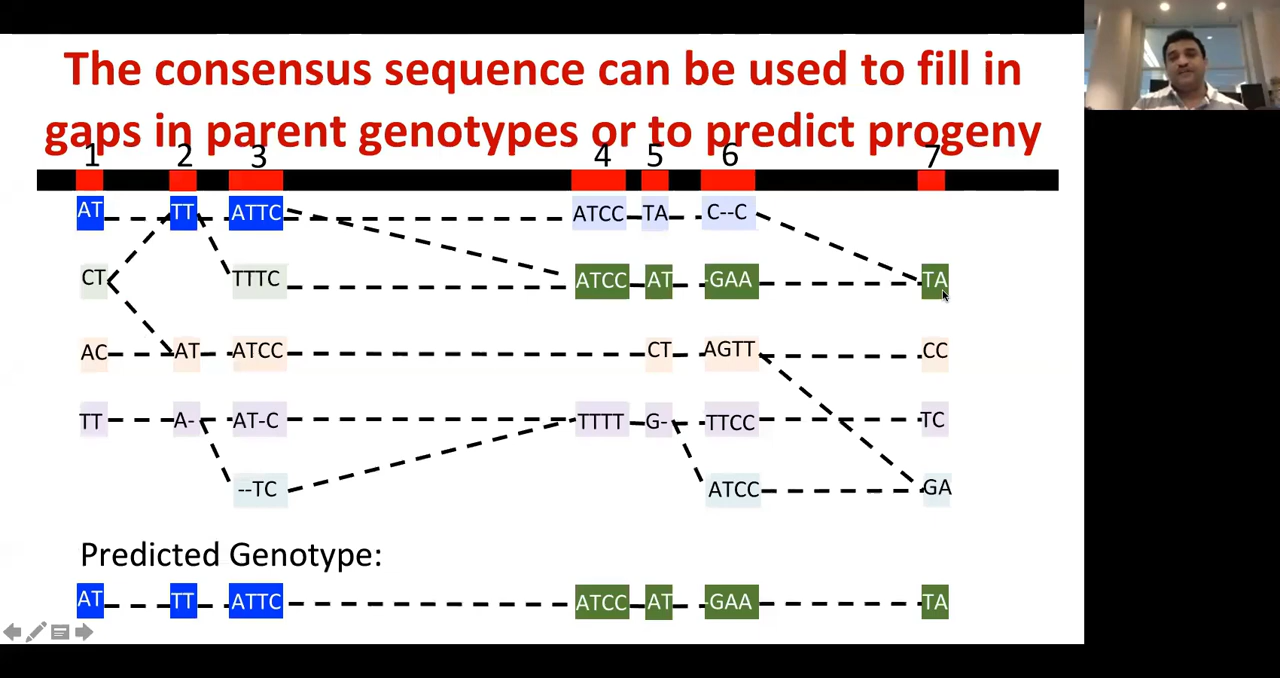 The consensus sequence can be used to fill in
gaps in parent genotypes or to predict progeny
1 2 3 4 5 6 7
AT TT ATTC ATCC TA C--C
CT TTTC ATCC AT -GAA TA
AC AT ATCC CT AGTT CC
TT A- AT-C TTTT G- TTCC TC
--TC ATCC GA
Predicted Genotype:
AT TT ATTC ATCC AT -GAA TA